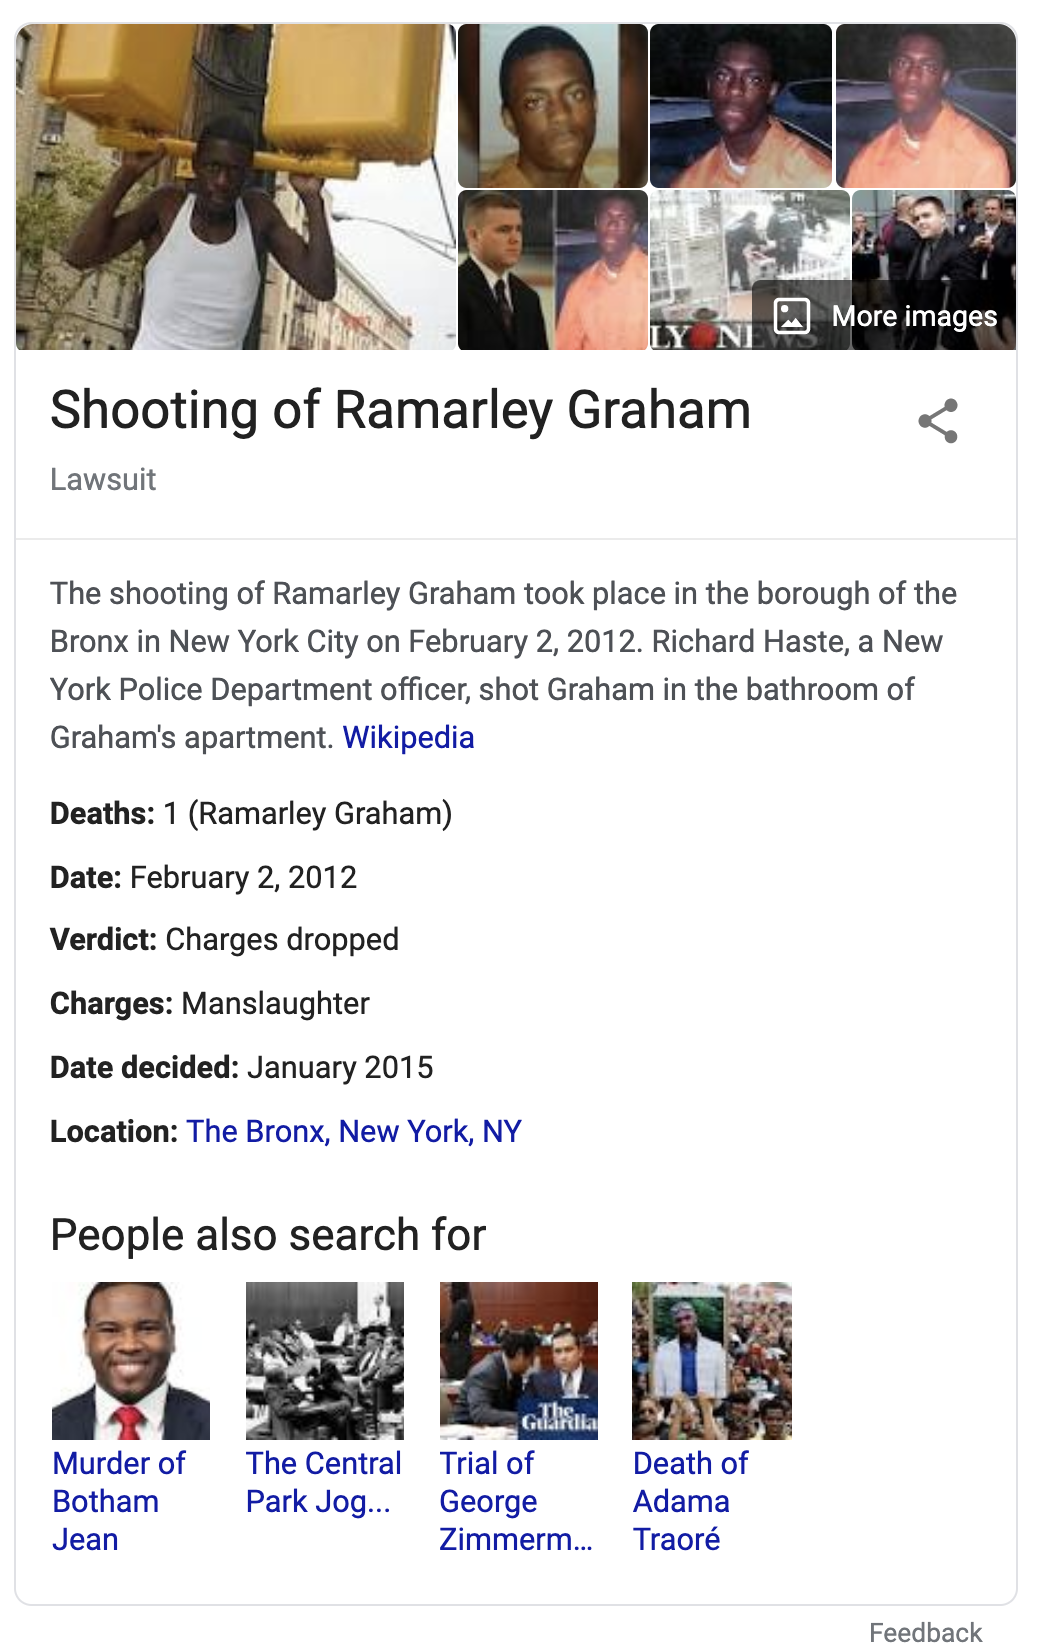 LY NEWS
More images
Shooting of Ramarley Graham
Lawsuit
The shooting of Ramarley Graham took place in the borough of the
Bronx in New York City on February 2, 2012. Richard Haste, a New
York Police Department officer, shot Graham in the bathroom of
Graham's apartment. Wikipedia
Deaths: 1 (Ramarley Graham)
Date: February 2, 2012
Verdict: Charges dropped
Charges: Manslaughter
Date decided: January 2015
Location: The Bronx, New York, NY
People also search for
The
Guardia
Murder of
Botham
Jean
The Central
Park Jog...
Trial of
George
Zimmerm...
Death of
Adama
Traoré
Feedback